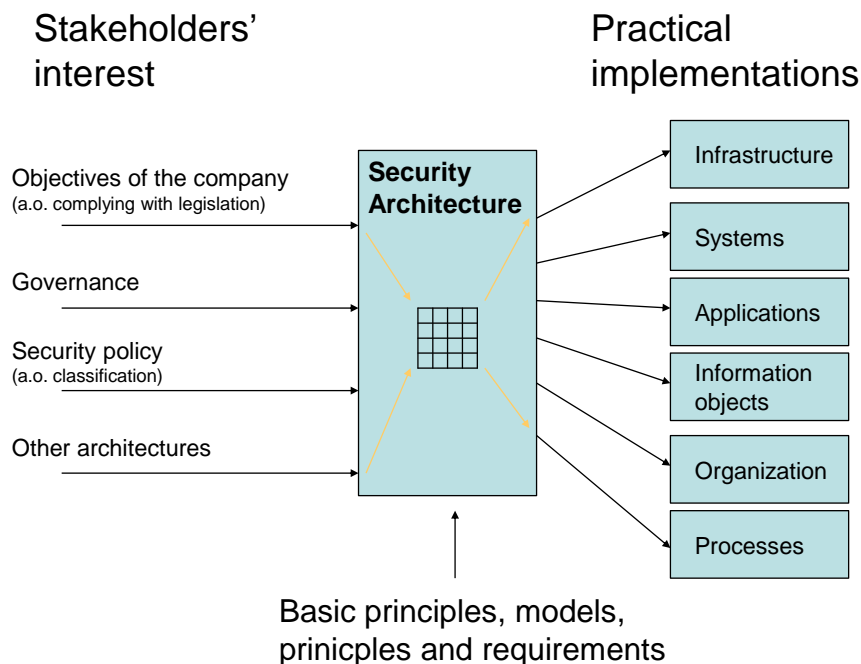 Stakeholders’
interest
Practical
implementations
Objectives of the company
(a.o. complying with legislation)
Governance
Security policy
(a.o. classification)
Other architectures
Security
Architecture
Infrastructure
Systems
Applications
Information
objects
Organization
Processes
Basic principles, models,
prinicples and requirements